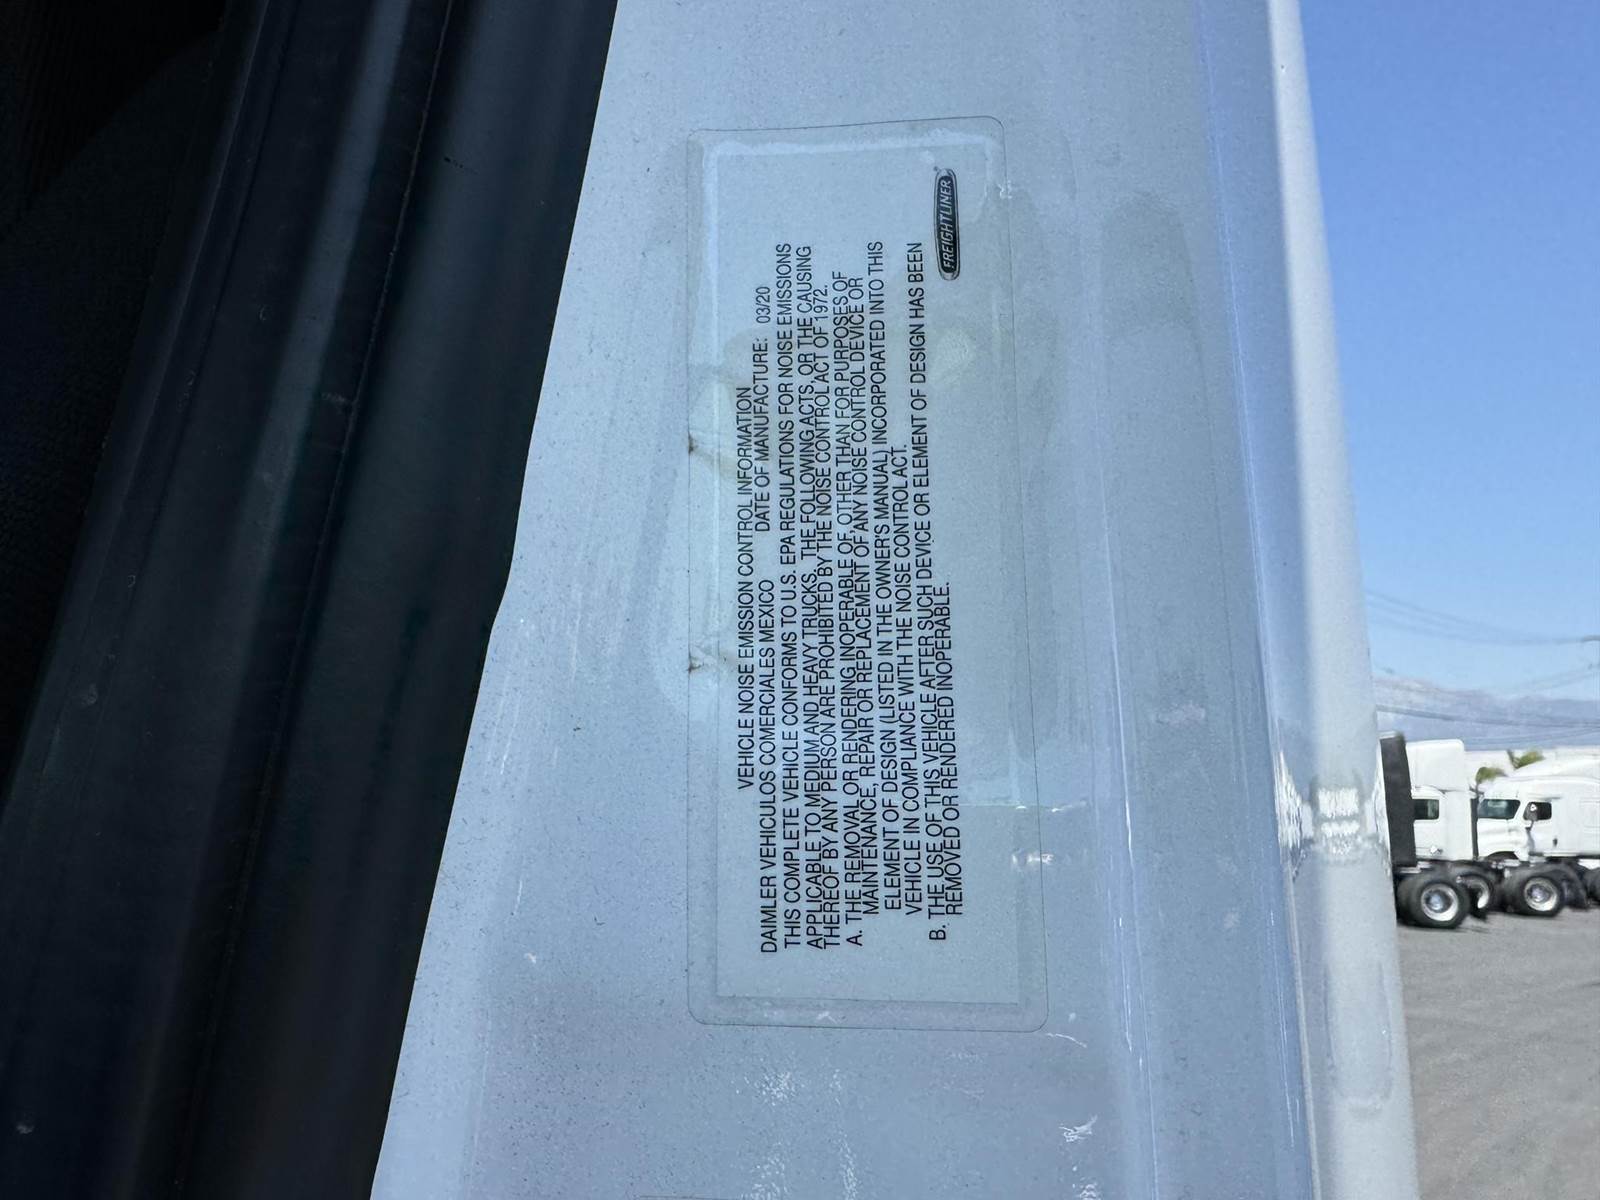 VEHICLE NOISE EMISSION CONTROL INFORMATION
DAIMLER VEHICULOS COMERCIALES MEXICO DATE OF MANUFACTURE: 03/20
THIS COMPLETE VEHICLE CONFORMS TO U.S. EPA REGULATIONS FOR NOISE EMISSIONS
APPLICABLE TO MEDIUM AND HEAVY TRUCKS. THE FOLLOWING ACTS, OR THE CAUSING
THEREOF BY ANY PERSON ARE PROHIBITED BY THE NOISE CONTROL ACT OF 1972.
A. THE REMOVAL OR RENDERING INOPERABLE OF, OTHER THAN FOR PURPOSES OF
MAINTENANCE, REPAIR OR REPLACEMENT OF ANY NOISE CONTROL DEVICE OR
ELEMENT OF DESIGN (LISTED IN THE OWNER'S MANUAL) INCORPORATED INTO THIS
VEHICLE IN COMPLIANCE WITH THE NOISE CONTROL ACT.
B. THE USE OF THIS VEHICLE AFTER SUCH DEVICE OR ELEMENT OF DESIGN HAS BEEN
REMOVED OR RENDERED INOPERABLE.
FREIGHTLINER